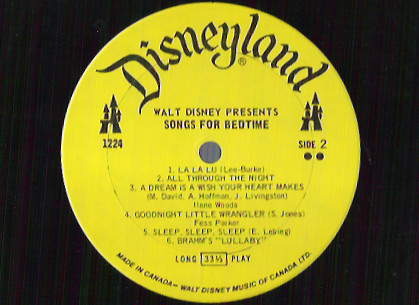 Disneyland®
WALT DISNEY PRESENTS
SONGS FOR BEDTIME
1224
SIDE 2
1. LA LA LU (Lee-Burke)
2. ALL THROUGH THE NIGHT
3. A DREAM IS A WISH YOUR HEART MAKES
(M. David, A. Hoffman, J. Livingston)
Ilene Woods
4. GOODNIGHT LITTLE WRANGLER (S. Jones)
Fess Parker
5. SLEEP, SLEEP, SLEEP (E. Lelrieg)
6. BRAHM'S "LULLABY"
LONG 33⅓ PLAY
MADE IN CANADA—WALT DISNEY MUSIC OF CANADA LTD.